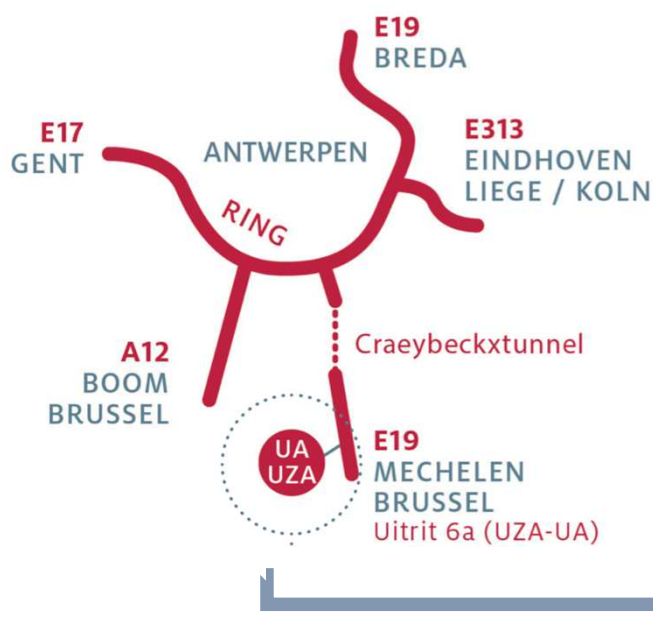 E19
BREDA
E17
GENT
ANTWERPEN
E313
EINDHOVEN
LIEGE / KOLN
RING
Craeybeckxtunnel
A12
BOOM
BRUSSEL
UA
UZA
E19
MECHELEN
BRUSSEL
Uitrit 6a (UZA-UA)